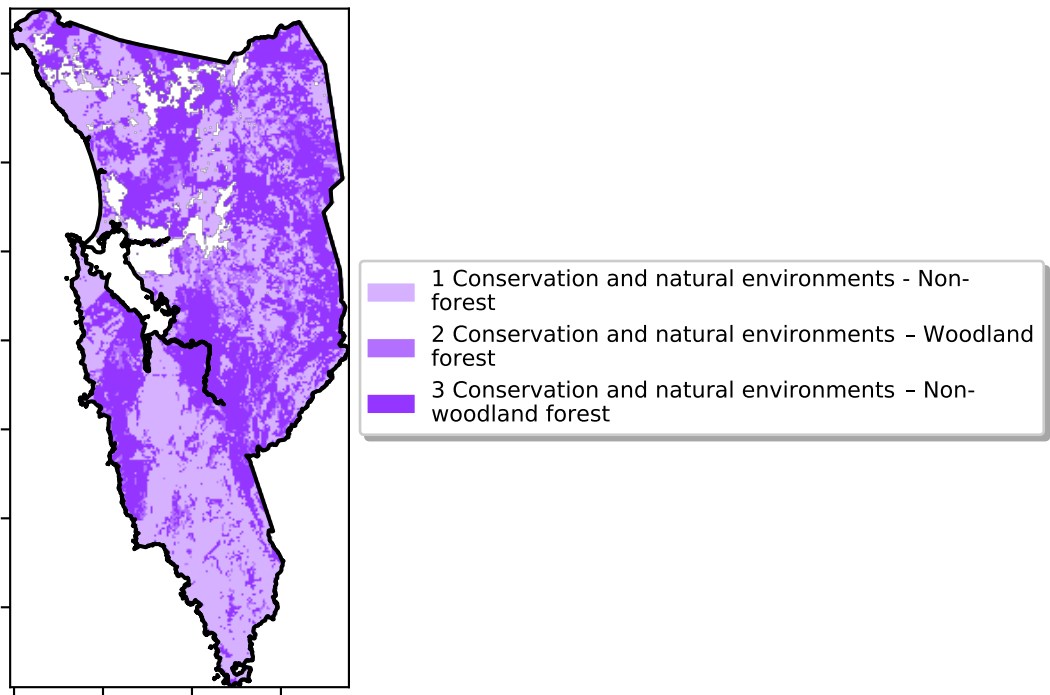 1 Conservation and natural environments - Non-
forest
2 Conservation and natural environments – Woodland
forest
3 Conservation and natural environments – Non-
woodland forest